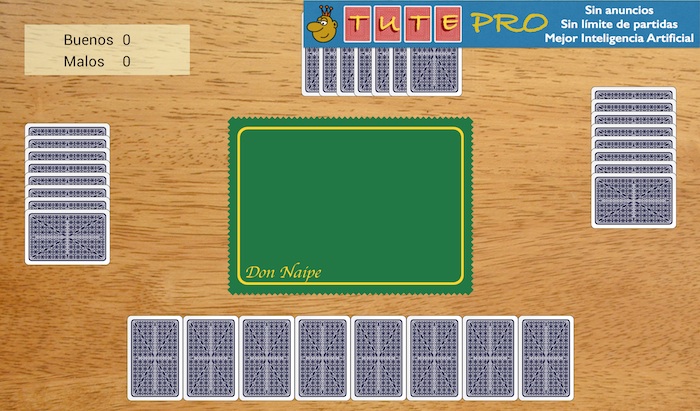 Buenos 0
Malos 0
TUTE PRO
Sin anuncios
Sin límite de partidas
Mejor Inteligencia Artificial
Don Naipe